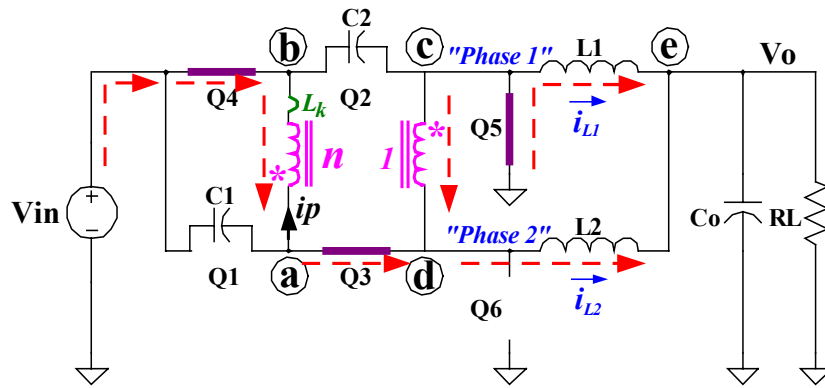 C2
b
c
"Phase 1"
L1
e
Vo
Q4
Q2
Lk
iL1
Q5
*
n
1
*
Vin
+
−
C1
ip
"Phase 2"
L2
Co
RL
Q1
a
Q3
d
Q6
iL2